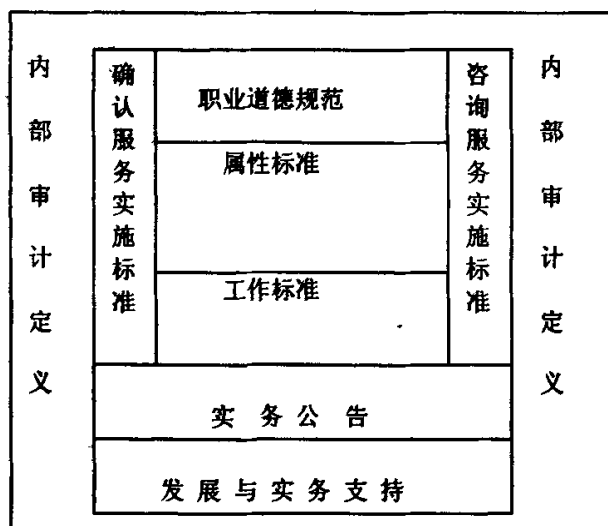 内部审计定义
确认服务实施标准
职业道德规范
属性标准
工作标准
咨询服务实施标准
内部审计定义
实务公告
发展与实务支持